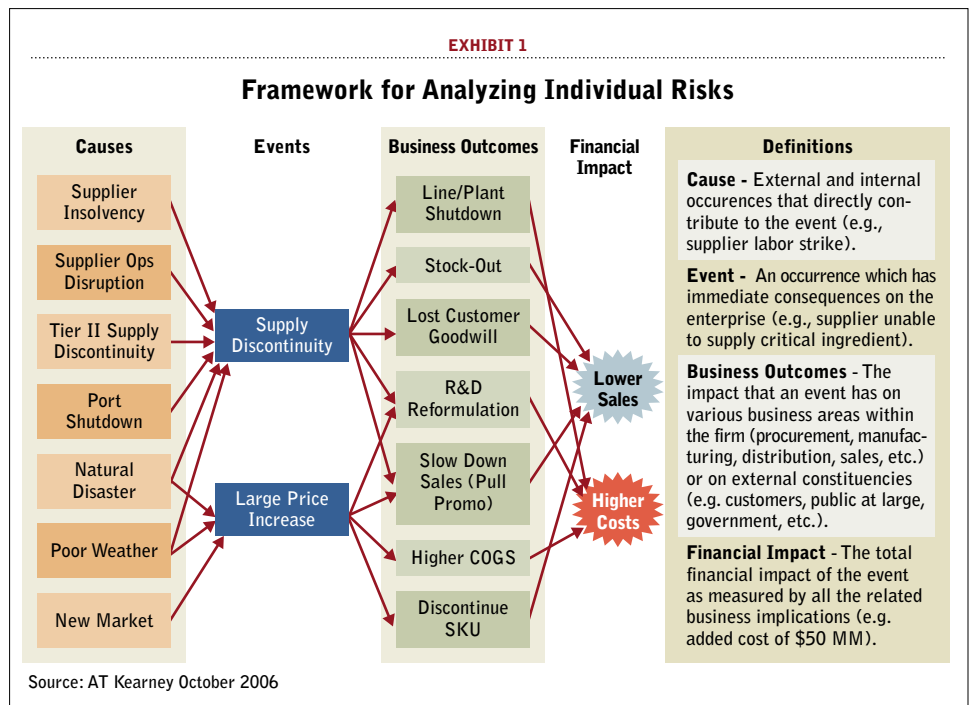 EXHIBIT 1
Framework for Analyzing Individual Risks
Causes
Supplier
Insolvency
Supplier Ops
Disruption
Tier II Supply
Discontinuity
Port
Shutdown
Natural
Disaster
Poor Weather
New Market
Events
Supply
Discontinuity
Large Price
Increase
Business Outcomes
Line/Plant
Shutdown
Stock-Out
Lost Customer
Goodwill
R&D
Reformulation
Slow Down
Sales (Pull
Promo)
Higher COGS
Discontinue
SKU
Financial
Impact
Lower
Sales
Higher
Costs
Definitions
Cause - External and internal
occurences that directly con-
tribute to the event (e.g.,
supplier labor strike).
Event - An occurrence which has
immediate consequences on the
enterprise (e.g., supplier unable
to supply critical ingredient).
Business Outcomes - The
impact that an event has on
various business areas within
the firm (procurement, manufac-
turing, distribution, sales, etc.)
or on external constituencies
(e.g. customers, public at large,
government, etc.).
Financial Impact - The total
financial impact of the event
as measured by all the related
business implications (e.g.
added cost of $50 MM).
Source: AT Kearney October 2006